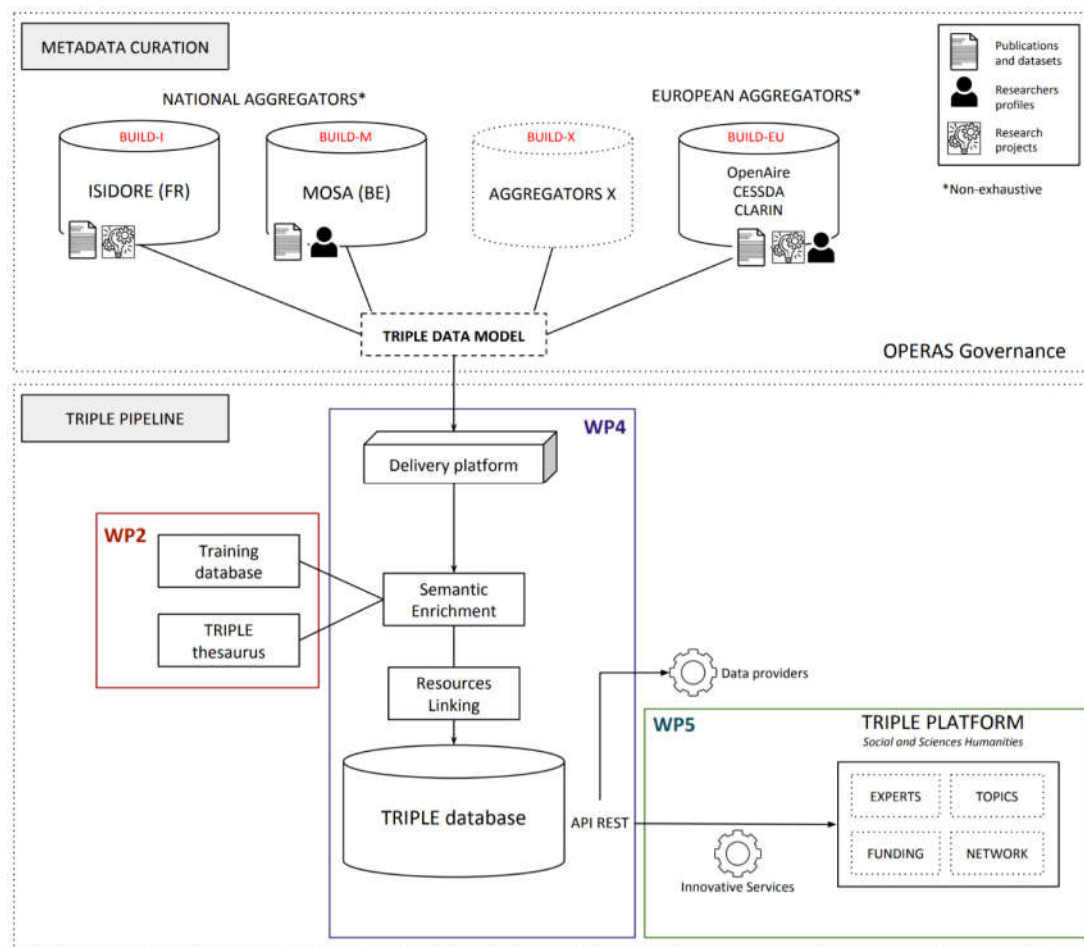 METADATA CURATION
Publications
and datasets
Researchers
profiles
Research
projects
*Non-exhaustive
NATIONAL AGGREGATORS*
EUROPEAN AGGREGATORS*
BUILD-I
ISIDORE (FR)
BUILD-M
MOSA (BE)
BUILD-X
AGGREGATORS X
BUILD-EU
OpenAire
CESSDA
CLARIN
TRIPLE DATA MODEL
OPERAS Governance
TRIPLE PIPELINE
WP4
Delivery platform
WP2
Training
database
TRIPLE
thesaurus
Semantic
Enrichment
Resources
Linking
TRIPLE database
API REST
Data providers
WP5
TRIPLE PLATFORM
Social and Sciences Humanities
EXPERTS
TOPICS
FUNDING
NETWORK
Innovative Services